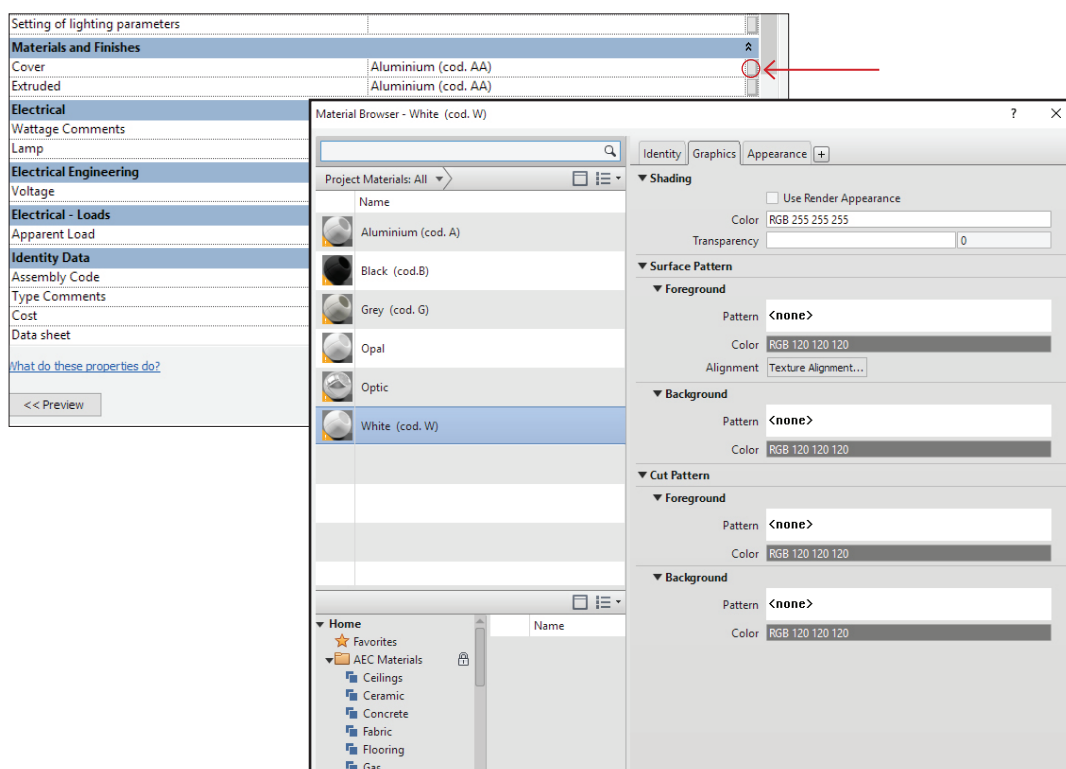 Setting of lighting parameters
Materials and Finishes
Cover Aluminium (cod. AA)
Extruded Aluminium (cod. AA)
Electrical
Wattage Comments
Lamp
Electrical Engineering
Voltage
Electrical - Loads
Apparent Load
Identity Data
Assembly Code
Type Comments
Cost
Data sheet
What do these properties do?
<< Preview
Material Browser - White (cod. W) ?
Project Materials: All
Name
Aluminium (cod. A)
Black (cod.B)
Grey (cod. G)
Opal
Optic
White (cod. W)
Home
Favorites
AEC Materials
Ceilings
Ceramic
Concrete
Fabric
Flooring
Gas
Name
Identity Graphics Appearance +
Shading
Use Render Appearance
Color RGB 255 255 255
Transparency 0
Surface Pattern
Foreground
Pattern <none>
Color RGB 120 120 120
Alignment Texture Alignment...
Background
Pattern <none>
Color RGB 120 120 120
Cut Pattern
Foreground
Pattern <none>
Color RGB 120 120 120
Background
Pattern <none>
Color RGB 120 120 120